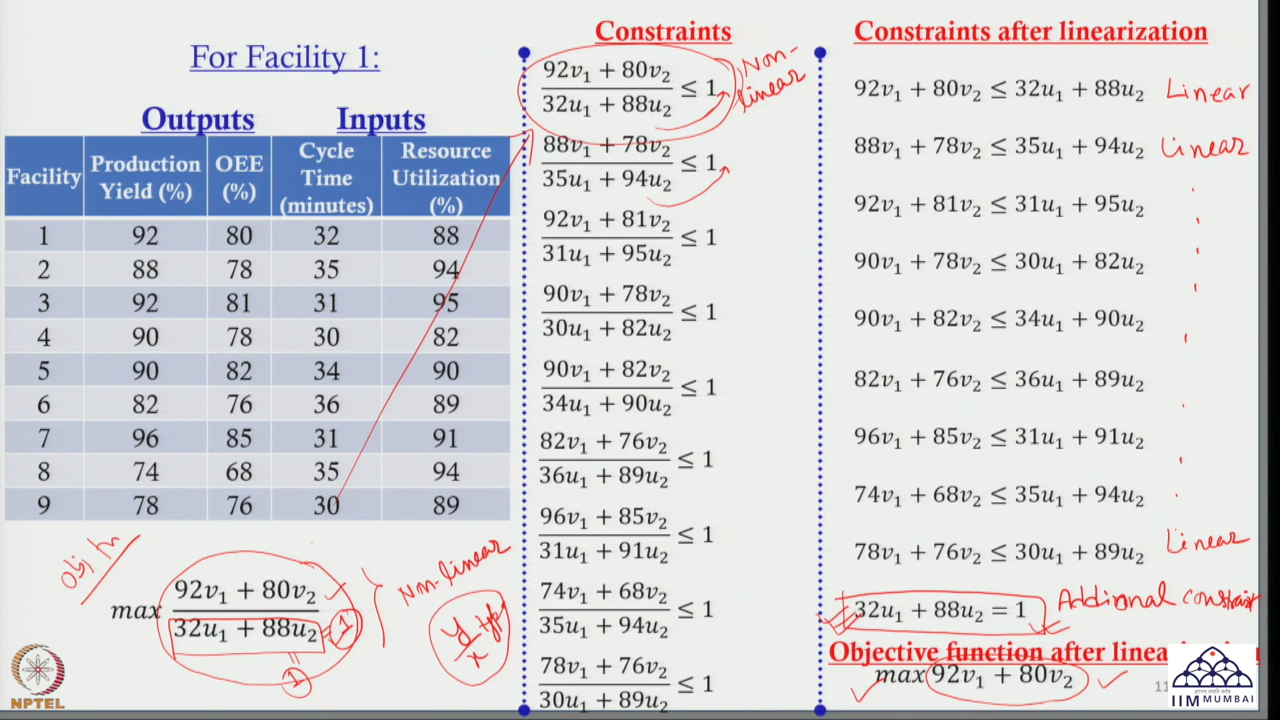 For Facility 1:
Outputs Inputs
Facility Production Yield (%) OEE (%) Cycle Time (minutes) Resource Utilization (%)
1 92 80 32 88
2 88 78 35 94
3 92 81 31 95
4 90 78 30 82
5 90 82 34 90
6 82 76 36 89
7 96 85 31 91
8 74 68 35 94
9 78 76 30 89
Obj fn
max (92v₁ + 80v₂)/(32u₁ + 88u₂)
= 1
1
Non-linear
y/x type
NPTEL
Constraints
(92v₁ + 80v₂)/(32u₁ + 88u₂) ≤ 1
Non-linear
(88v₁ + 78v₂)/(35u₁ + 94u₂) ≤ 1
(92v₁ + 81v₂)/(31u₁ + 95u₂) ≤ 1
(90v₁ + 78v₂)/(30u₁ + 82u₂) ≤ 1
(90v₁ + 82v₂)/(34u₁ + 90u₂) ≤ 1
(82v₁ + 76v₂)/(36u₁ + 89u₂) ≤ 1
(96v₁ + 85v₂)/(31u₁ + 91u₂) ≤ 1
(74v₁ + 68v₂)/(35u₁ + 94u₂) ≤ 1
(78v₁ + 76v₂)/(30u₁ + 89u₂) ≤ 1
Constraints after linearization
92v₁ + 80v₂ ≤ 32u₁ + 88u₂ Linear
88v₁ + 78v₂ ≤ 35u₁ + 94u₂ Linear
92v₁ + 81v₂ ≤ 31u₁ + 95u₂
90v₁ + 78v₂ ≤ 30u₁ + 82u₂
90v₁ + 82v₂ ≤ 34u₁ + 90u₂
82v₁ + 76v₂ ≤ 36u₁ + 89u₂
96v₁ + 85v₂ ≤ 31u₁ + 91u₂
74v₁ + 68v₂ ≤ 35u₁ + 94u₂
78v₁ + 76v₂ ≤ 30u₁ + 89u₂ Linear
32u₁ + 88u₂ = 1 Additional constraint
Objective function after
max 92v₁ + 80v₂
11
IIM MUMBAI